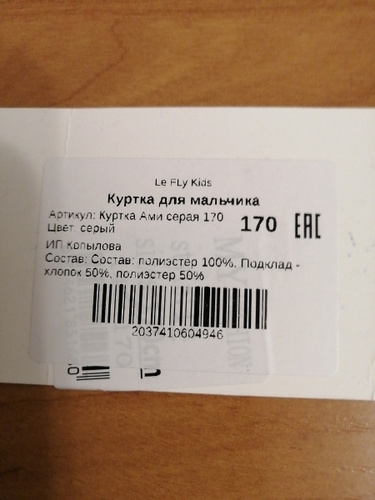 Le FLy Kids
Куртка для мальчика
Артикул: Куртка Ами серая 170
Цвет: серый
170 EAC
ИП Копылова
Состав: Состав: полиэстер 100%, Подклад -
хлопок 50%, полиэстер 50%
2037410604946